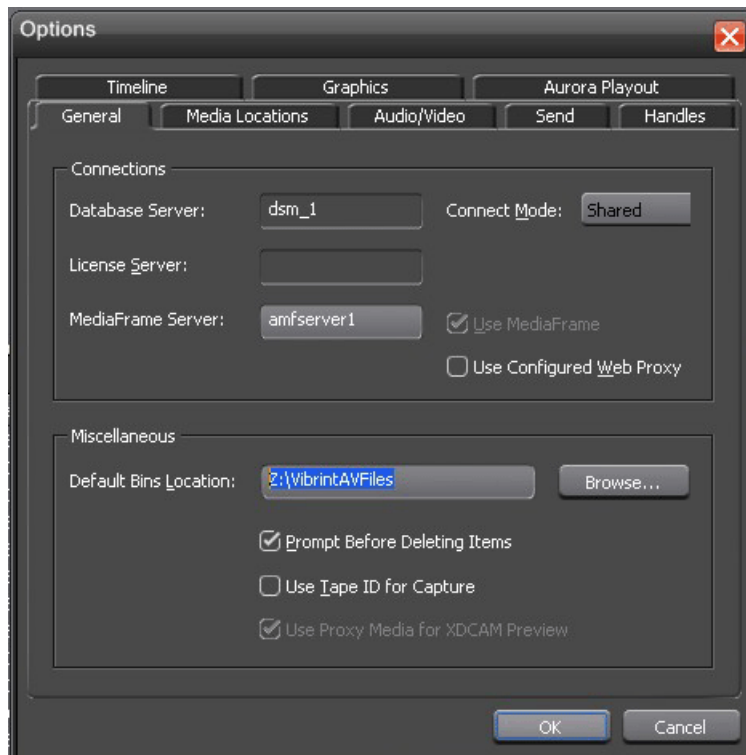 Options
Timeline Graphics Aurora Playout
General Media Locations Audio/Video Send Handles
Connections
Database Server: dsm_1 Connect Mode: Shared
License Server:
MediaFrame Server: amfserver1 Use MediaFrame
Use Configured Web Proxy
Miscellaneous
Default Bins Location: Z:\VibrintAVFiles Browse...
Prompt Before Deleting Items
Use Tape ID for Capture
Use Proxy Media for XDCAM Preview
OK Cancel